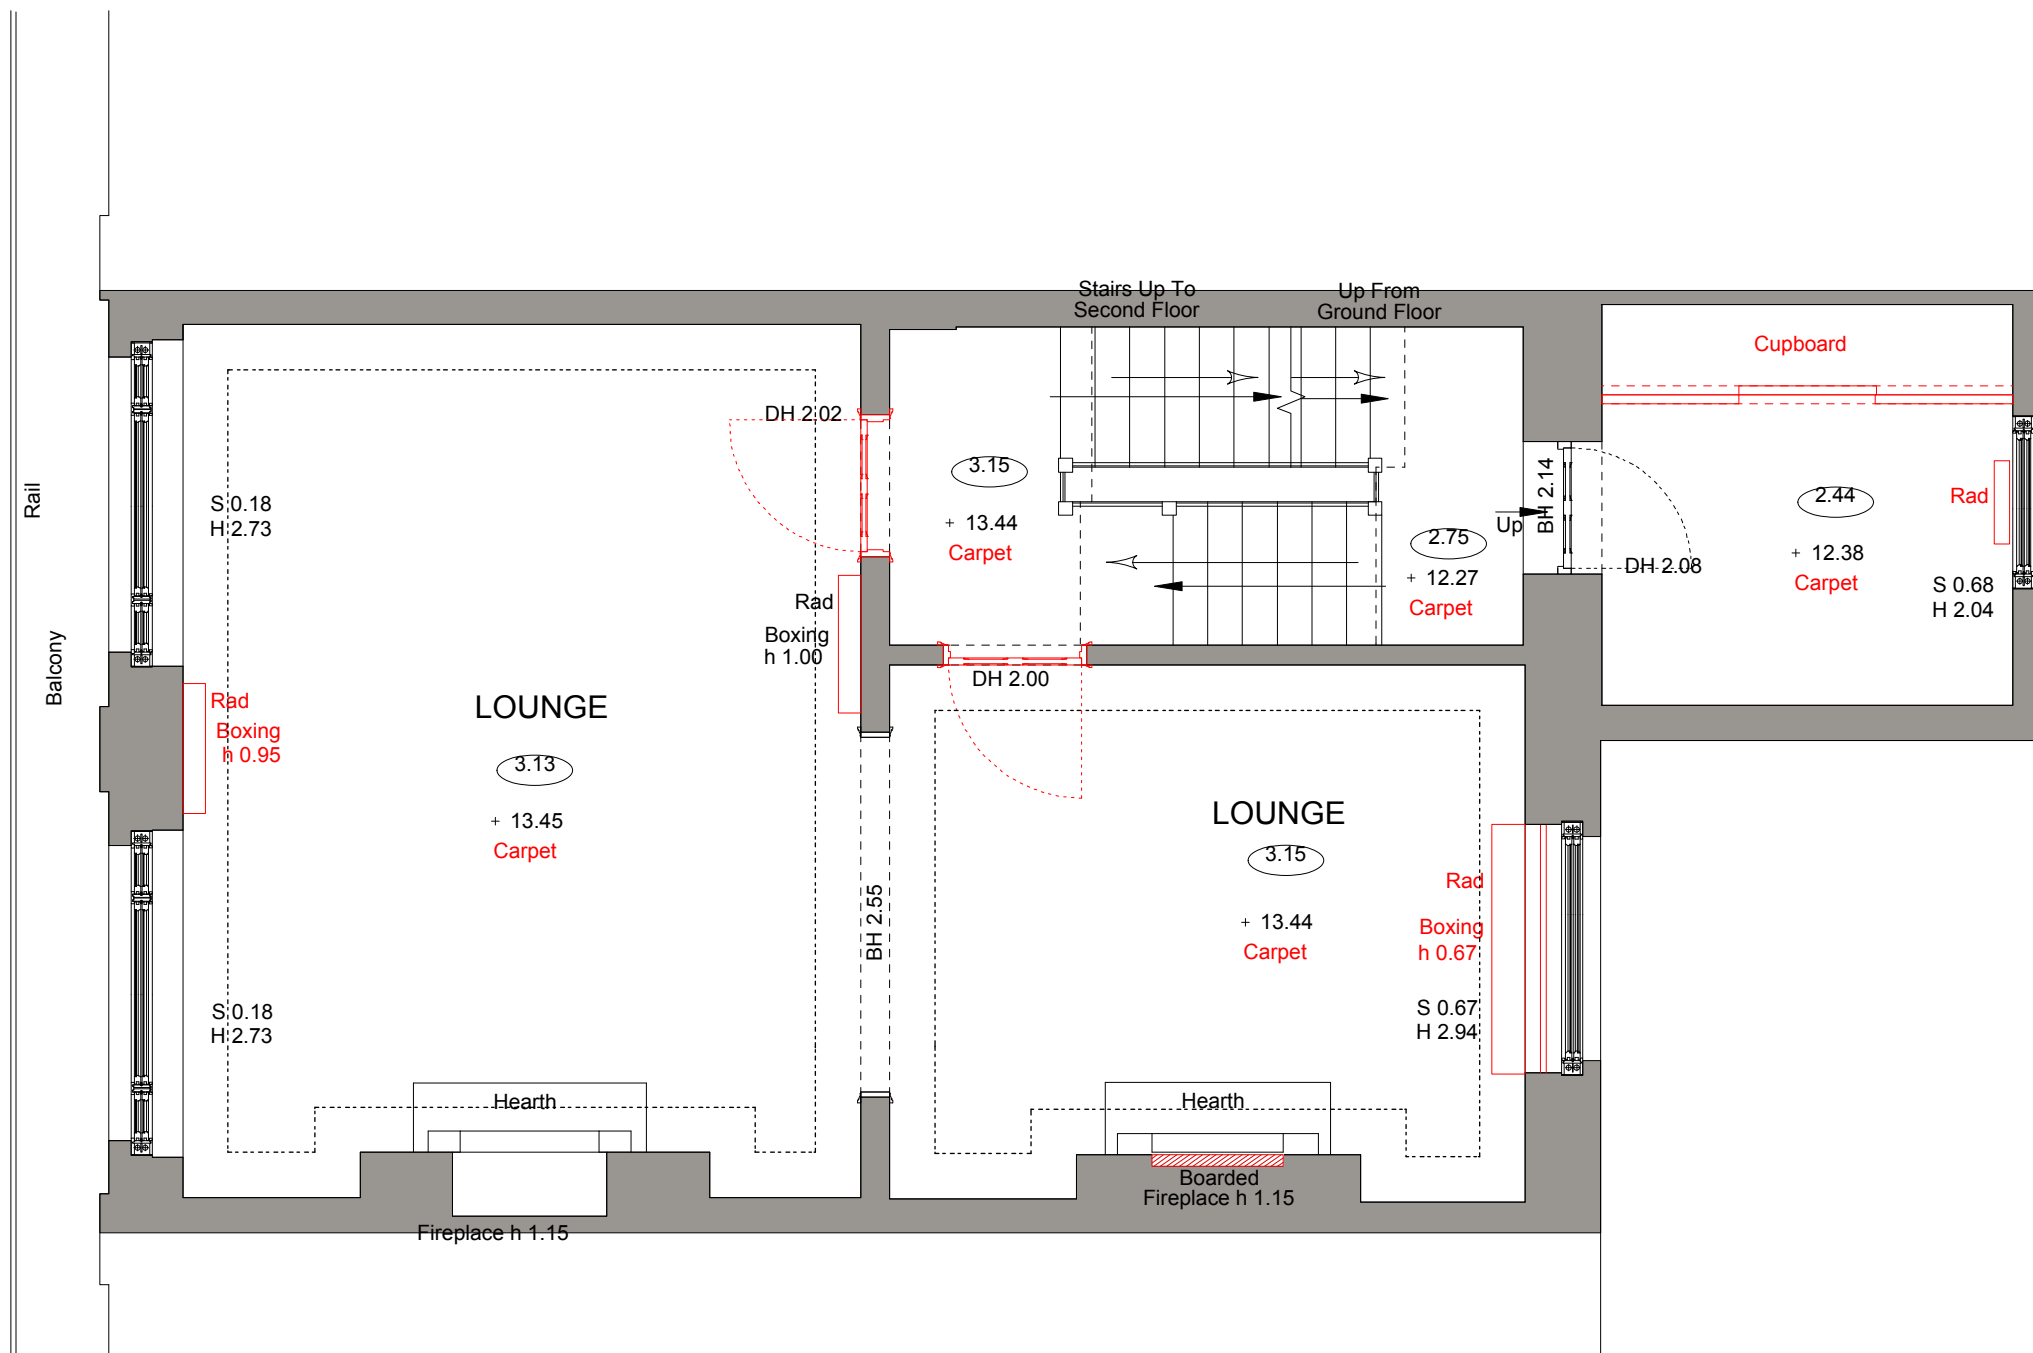 Stairs Up To
Second Floor
Up From
Ground Floor
Cupboard
DH 2.02
3.15
+ 13.44
Carpet
Rail
S 0.18
H 2.73
2.75
+ 12.27
Carpet
Up
BH 2.14
DH 2.08
2.44
+ 12.38
Carpet
Rad
S 0.68
H 2.04
Rad
Boxing
h 1.00
Balcony
Rad
Boxing
h 0.95
LOUNGE
3.13
+ 13.45
Carpet
DH 2.00
LOUNGE
3.15
+ 13.44
Carpet
Rad
Boxing
h 0.67
BH 2.55
S 0.18
H 2.73
S 0.67
H 2.94
Hearth
Hearth
Boarded
Fireplace h 1.15
Fireplace h 1.15